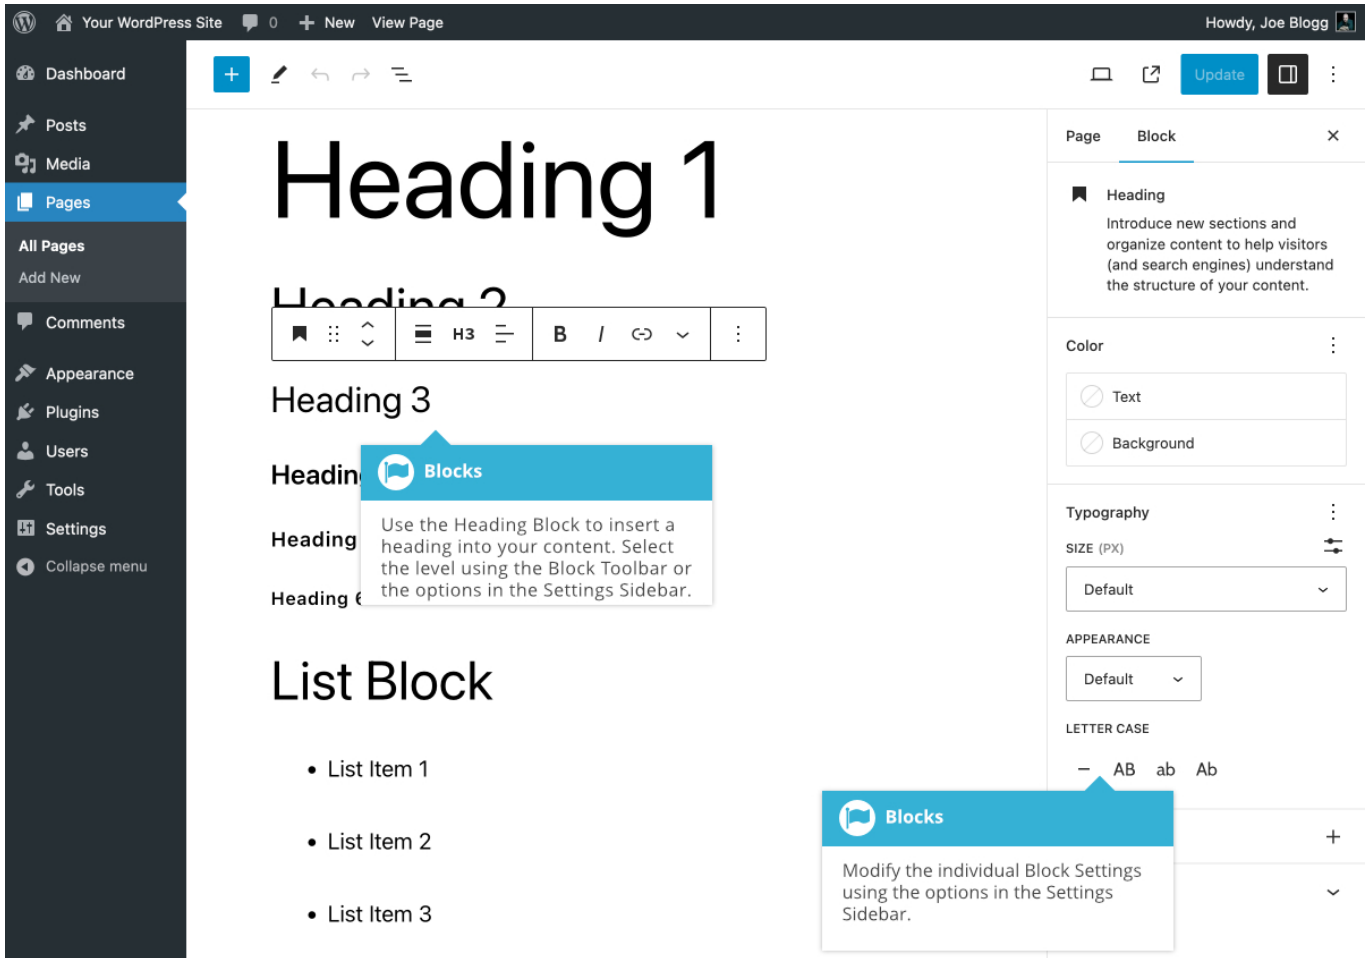 Your WordPress Site 0 New View Page Howdy, Joe Blogg
Dashboard
Posts
Media
Pages
All Pages
Add New
Comments
Appearance
Plugins
Users
Tools
Settings
Collapse menu
Update
Heading 1
Heading 2
H3 B I
Heading 3
Heading
Heading
Heading 6
Blocks
Use the Heading Block to insert a
heading into your content. Select
the level using the Block Toolbar or
the options in the Settings Sidebar.
List Block
• List Item 1
• List Item 2
• List Item 3
Page Block
Heading
Introduce new sections and
organize content to help visitors
(and search engines) understand
the structure of your content.
Color
Text
Background
Typography
SIZE (PX)
Default
APPEARANCE
Default
LETTER CASE
– AB ab Ab
Blocks
Modify the individual Block Settings
using the options in the Settings
Sidebar.